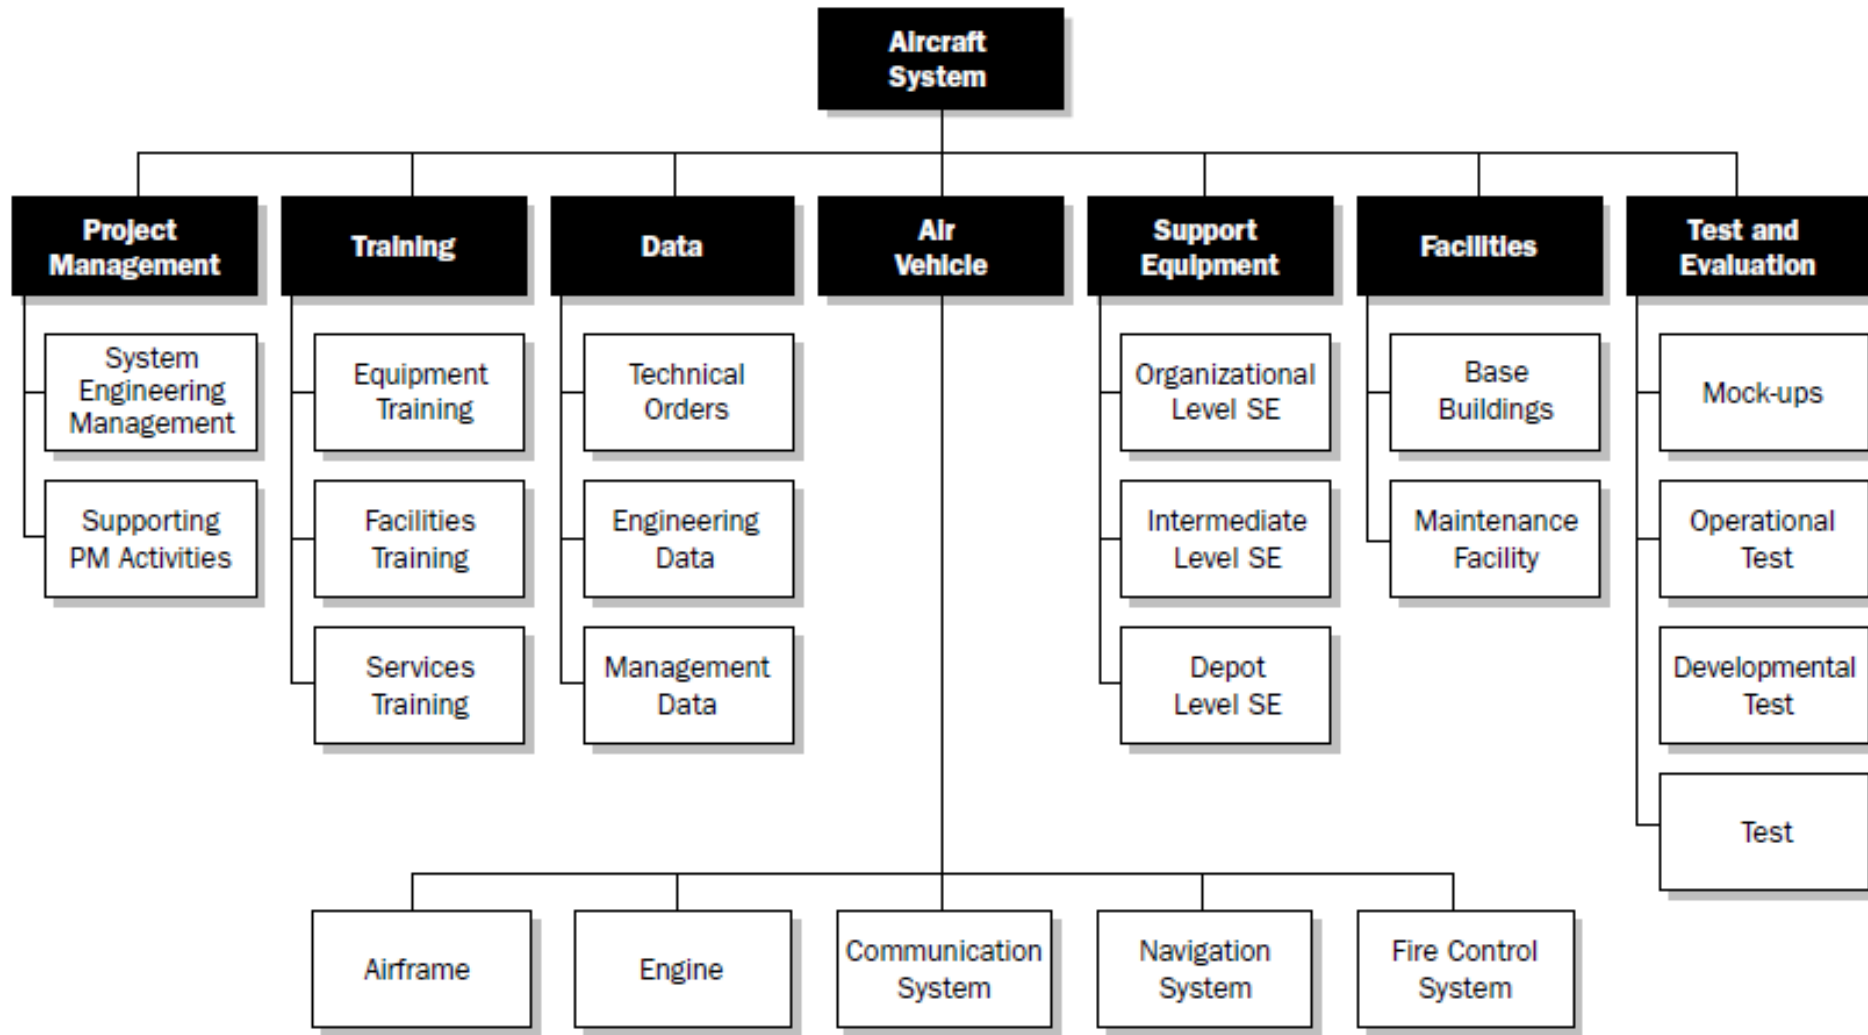 Aircraft
System
Project
Management
Training
Data
Air
Vehicle
Support
Equipment
Facilities
Test and
Evaluation
System
Engineering
Management
Equipment
Training
Technical
Orders
Organizational
Level SE
Base
Buildings
Mock-ups
Supporting
PM Activities
Facilities
Training
Engineering
Data
Intermediate
Level SE
Maintenance
Facility
Operational
Test
Services
Training
Management
Data
Depot
Level SE
Developmental
Test
Test
Airframe
Engine
Communication
System
Navigation
System
Fire Control
System